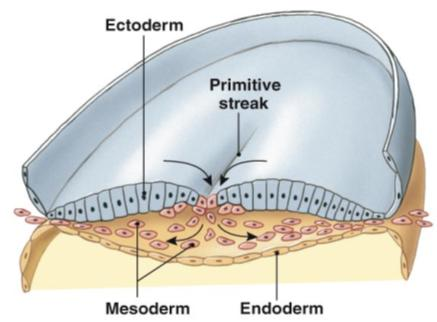 Ectoderm
Primitive
streak
Mesoderm
Endoderm